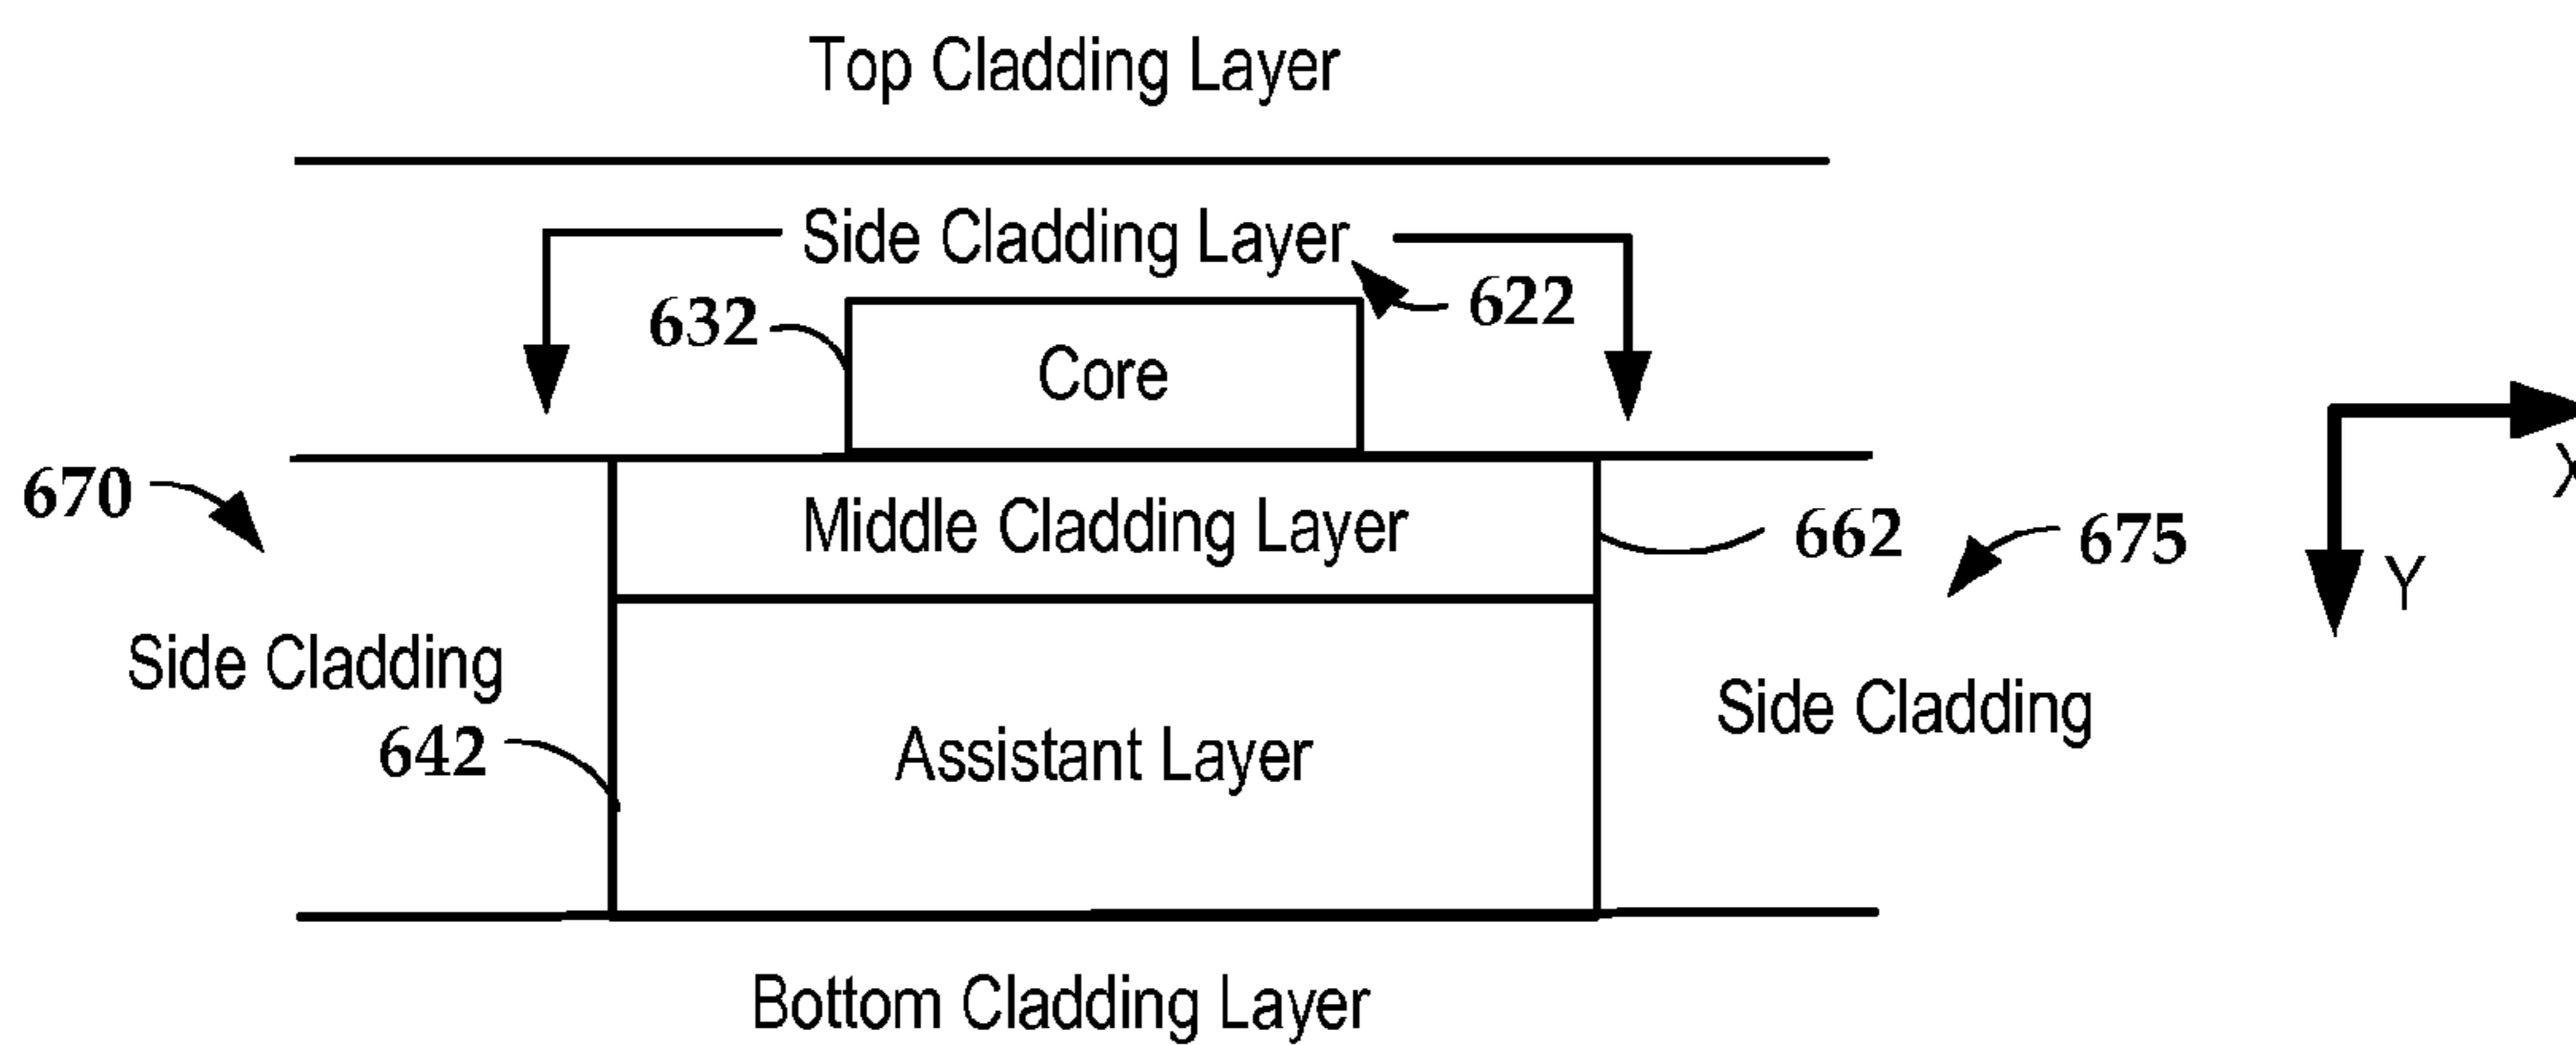 Top Cladding Layer
Side Cladding Layer
632
622
Core
670
Middle Cladding Layer
662
675
X
Y
Side Cladding
Side Cladding
642
Assistant Layer
Bottom Cladding Layer